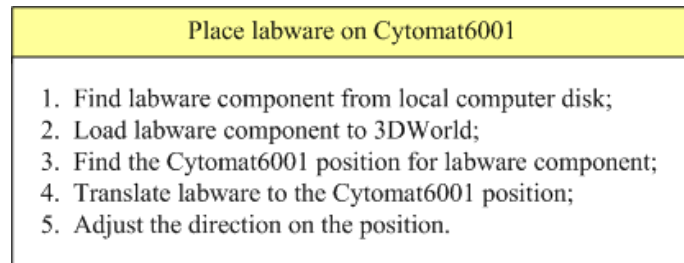 Place labware on Cytomat6001
1. Find labware component from local computer disk;
2. Load labware component to 3DWorld;
3. Find the Cytomat6001 position for labware component;
4. Translate labware to the Cytomat6001 position;
5. Adjust the direction on the position.